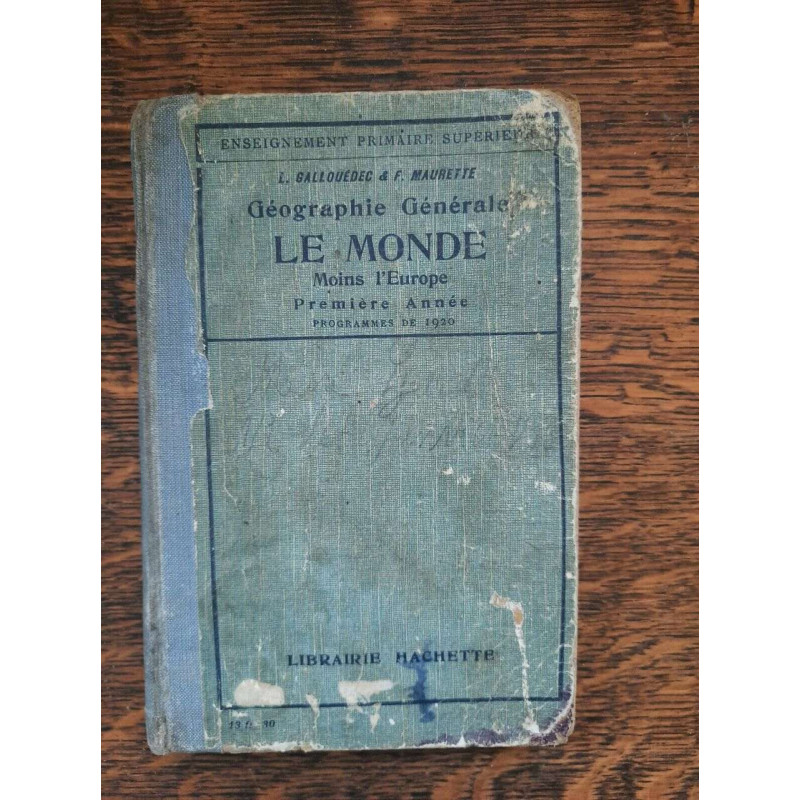 ENSEIGNEMENT PRIMAIRE SUPÉRIEUR
L. GALLOUÉDEC & F. MAURETTE
Géographie Générale
LE MONDE
Moins l'Europe
Première Année
PROGRAMMES DE 1920
LIBRAIRIE HACHETTE